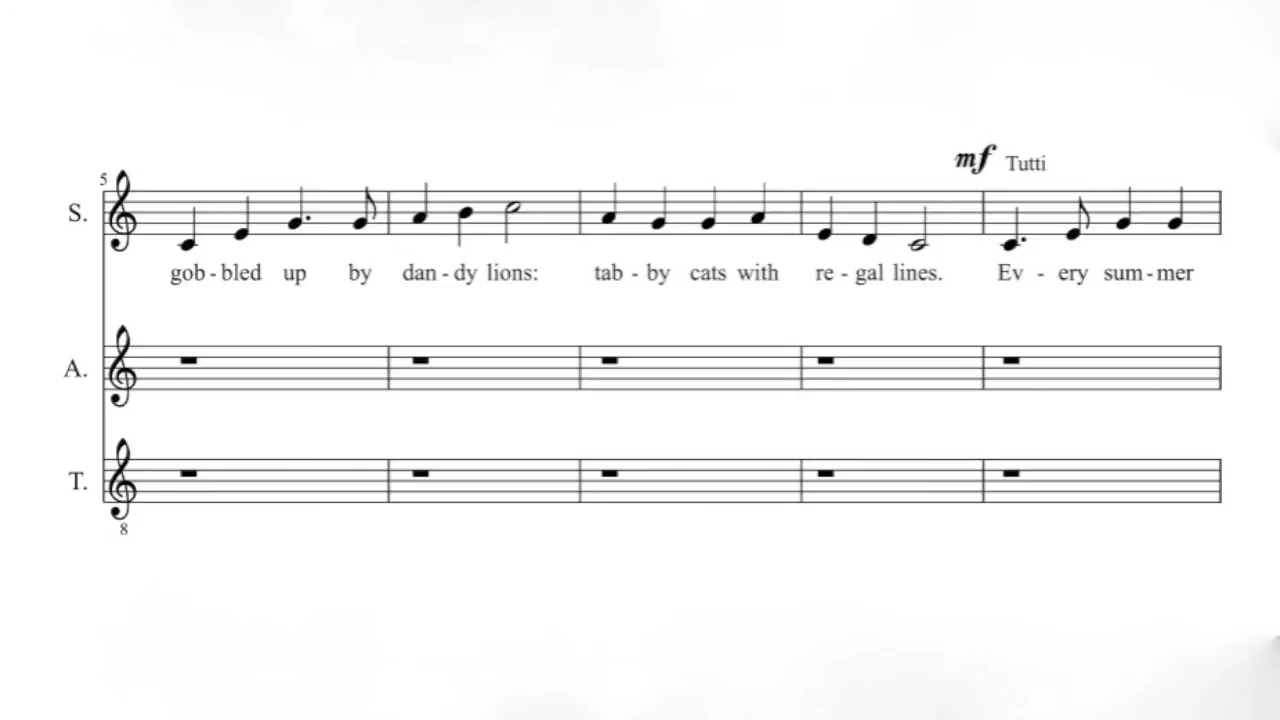 mf Tutti
5
S.
gob - bled up by dan - dy lions: tab - by cats with re - gal lines. Ev - ery sum - mer
A.
T.
8